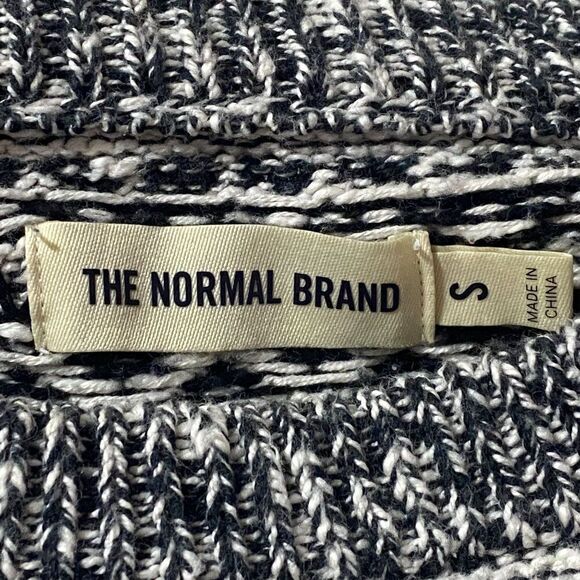 THE NORMAL BRAND
S
MADE IN
CHINA